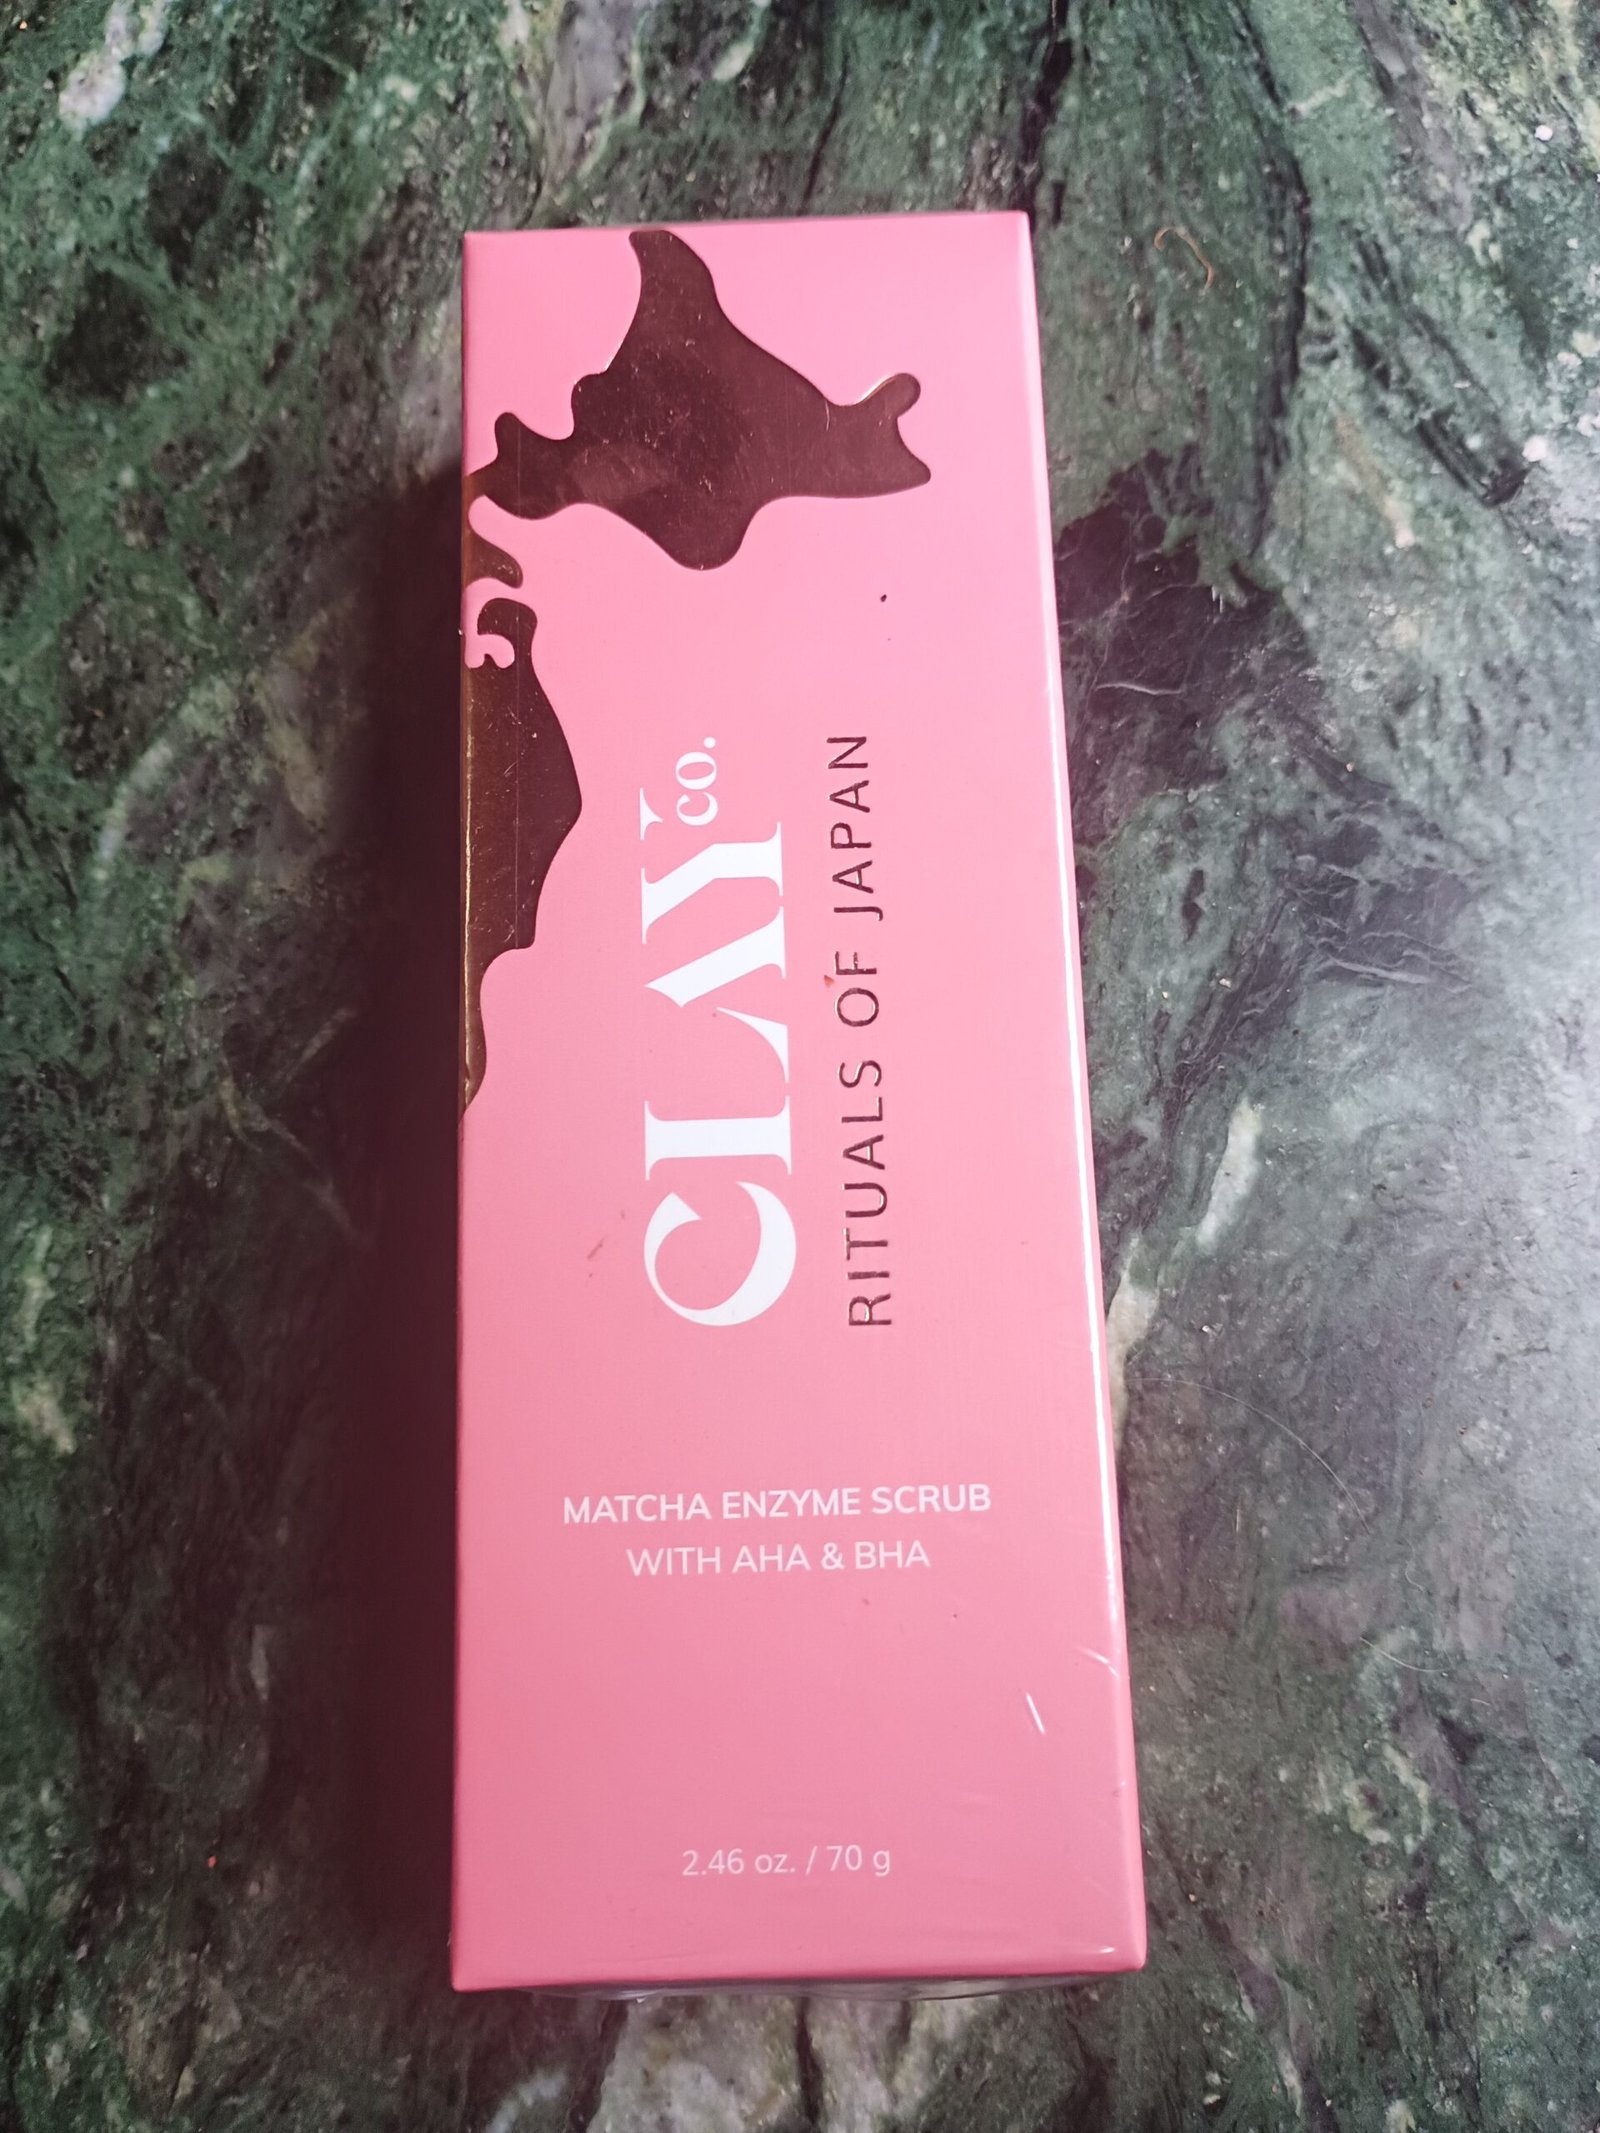 CLAY co.
RITUALS OF JAPAN
MATCHA ENZYME SCRUB
WITH AHA & BHA
2.46 oz. / 70 g